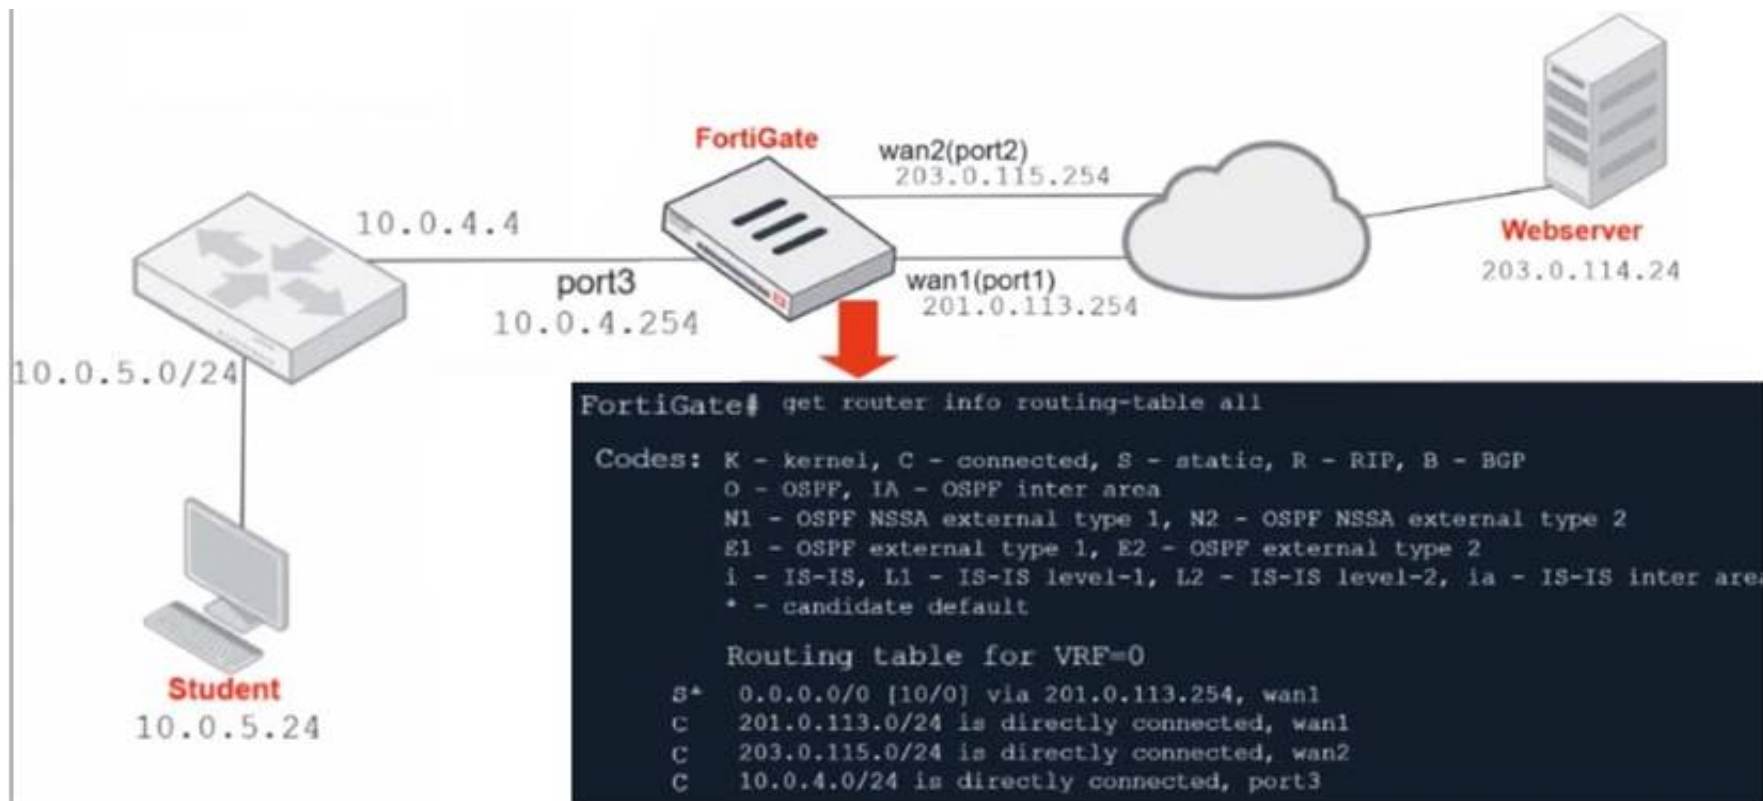 FortiGate
wan2(port2)
203.0.115.254
10.0.4.4
Webserver
203.0.114.24
port3
10.0.4.254
wan1(port1)
201.0.113.254
10.0.5.0/24
Student
10.0.5.24
FortiGate# get router info routing-table all
Codes: K - kernel, C - connected, S - static, R - RIP, B - BGP
O - OSPF, IA - OSPF inter area
N1 - OSPF NSSA external type 1, N2 - OSPF NSSA external type 2
E1 - OSPF external type 1, E2 - OSPF external type 2
i - IS-IS, L1 - IS-IS level-1, L2 - IS-IS level-2, ia - IS-IS inter area
* - candidate default
Routing table for VRF=0
S* 0.0.0.0/0 [10/0] via 201.0.113.254, wan1
C 201.0.113.0/24 is directly connected, wan1
C 203.0.115.0/24 is directly connected, wan2
C 10.0.4.0/24 is directly connected, port3